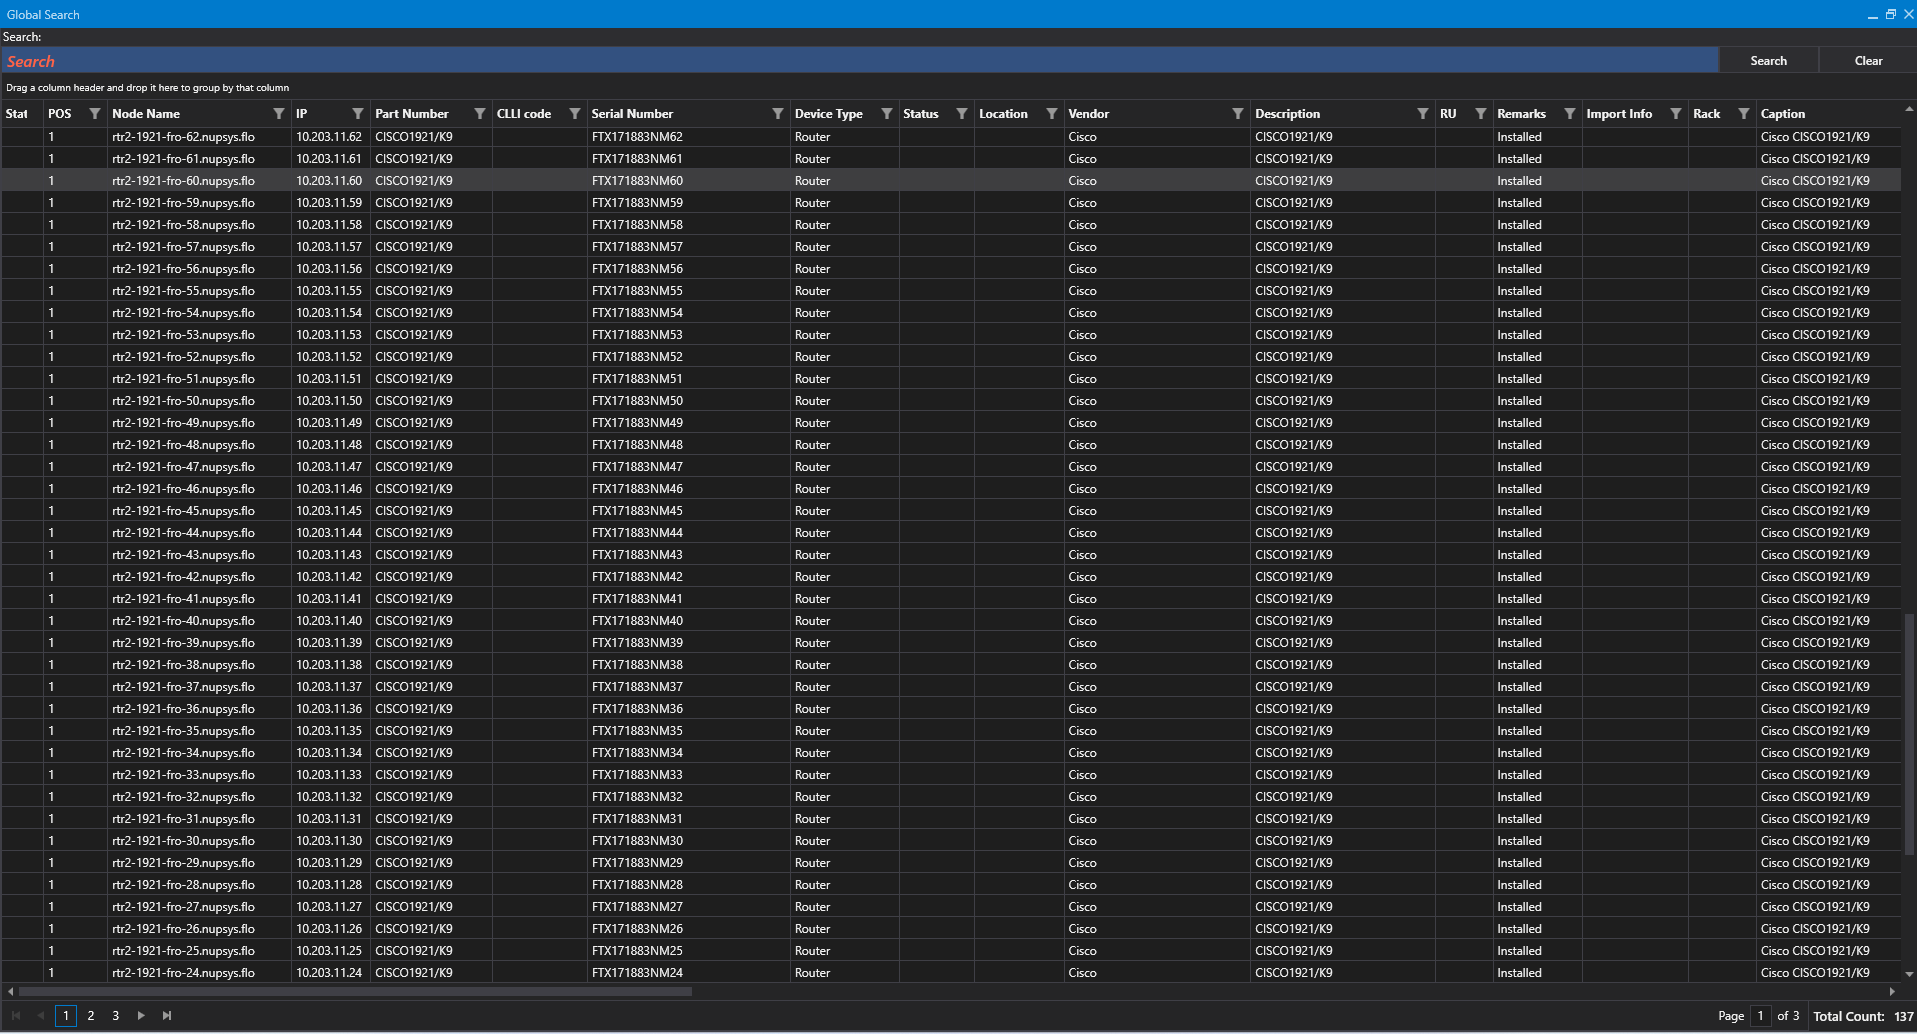 Global Search
Search:
Search Search Clear
Drag a column header and drop it here to group by that column
Stat POS Node Name IP Part Number CLLI code Serial Number Device Type Status Location Vendor Description RU Remarks Import Info Rack Caption
1 rtr2-1921-fro-62.nupsys.flo 10.203.11.62 CISCO1921/K9 FTX171883NM62 Router Cisco CISCO1921/K9 Installed Cisco CISCO1921/K9
1 rtr2-1921-fro-61.nupsys.flo 10.203.11.61 CISCO1921/K9 FTX171883NM61 Router Cisco CISCO1921/K9 Installed Cisco CISCO1921/K9
1 rtr2-1921-fro-60.nupsys.flo 10.203.11.60 CISCO1921/K9 FTX171883NM60 Router Cisco CISCO1921/K9 Installed Cisco CISCO1921/K9
1 rtr2-1921-fro-59.nupsys.flo 10.203.11.59 CISCO1921/K9 FTX171883NM59 Router Cisco CISCO1921/K9 Installed Cisco CISCO1921/K9
1 rtr2-1921-fro-58.nupsys.flo 10.203.11.58 CISCO1921/K9 FTX171883NM58 Router Cisco CISCO1921/K9 Installed Cisco CISCO1921/K9
1 rtr2-1921-fro-57.nupsys.flo 10.203.11.57 CISCO1921/K9 FTX171883NM57 Router Cisco CISCO1921/K9 Installed Cisco CISCO1921/K9
1 rtr2-1921-fro-56.nupsys.flo 10.203.11.56 CISCO1921/K9 FTX171883NM56 Router Cisco CISCO1921/K9 Installed Cisco CISCO1921/K9
1 rtr2-1921-fro-55.nupsys.flo 10.203.11.55 CISCO1921/K9 FTX171883NM55 Router Cisco CISCO1921/K9 Installed Cisco CISCO1921/K9
1 rtr2-1921-fro-54.nupsys.flo 10.203.11.54 CISCO1921/K9 FTX171883NM54 Router Cisco CISCO1921/K9 Installed Cisco CISCO1921/K9
1 rtr2-1921-fro-53.nupsys.flo 10.203.11.53 CISCO1921/K9 FTX171883NM53 Router Cisco CISCO1921/K9 Installed Cisco CISCO1921/K9
1 rtr2-1921-fro-52.nupsys.flo 10.203.11.52 CISCO1921/K9 FTX171883NM52 Router Cisco CISCO1921/K9 Installed Cisco CISCO1921/K9
1 rtr2-1921-fro-51.nupsys.flo 10.203.11.51 CISCO1921/K9 FTX171883NM51 Router Cisco CISCO1921/K9 Installed Cisco CISCO1921/K9
1 rtr2-1921-fro-50.nupsys.flo 10.203.11.50 CISCO1921/K9 FTX171883NM50 Router Cisco CISCO1921/K9 Installed Cisco CISCO1921/K9
1 rtr2-1921-fro-49.nupsys.flo 10.203.11.49 CISCO1921/K9 FTX171883NM49 Router Cisco CISCO1921/K9 Installed Cisco CISCO1921/K9
1 rtr2-1921-fro-48.nupsys.flo 10.203.11.48 CISCO1921/K9 FTX171883NM48 Router Cisco CISCO1921/K9 Installed Cisco CISCO1921/K9
1 rtr2-1921-fro-47.nupsys.flo 10.203.11.47 CISCO1921/K9 FTX171883NM47 Router Cisco CISCO1921/K9 Installed Cisco CISCO1921/K9
1 rtr2-1921-fro-46.nupsys.flo 10.203.11.46 CISCO1921/K9 FTX171883NM46 Router Cisco CISCO1921/K9 Installed Cisco CISCO1921/K9
1 rtr2-1921-fro-45.nupsys.flo 10.203.11.45 CISCO1921/K9 FTX171883NM45 Router Cisco CISCO1921/K9 Installed Cisco CISCO1921/K9
1 rtr2-1921-fro-44.nupsys.flo 10.203.11.44 CISCO1921/K9 FTX171883NM44 Router Cisco CISCO1921/K9 Installed Cisco CISCO1921/K9
1 rtr2-1921-fro-43.nupsys.flo 10.203.11.43 CISCO1921/K9 FTX171883NM43 Router Cisco CISCO1921/K9 Installed Cisco CISCO1921/K9
1 rtr2-1921-fro-42.nupsys.flo 10.203.11.42 CISCO1921/K9 FTX171883NM42 Router Cisco CISCO1921/K9 Installed Cisco CISCO1921/K9
1 rtr2-1921-fro-41.nupsys.flo 10.203.11.41 CISCO1921/K9 FTX171883NM41 Router Cisco CISCO1921/K9 Installed Cisco CISCO1921/K9
1 rtr2-1921-fro-40.nupsys.flo 10.203.11.40 CISCO1921/K9 FTX171883NM40 Router Cisco CISCO1921/K9 Installed Cisco CISCO1921/K9
1 rtr2-1921-fro-39.nupsys.flo 10.203.11.39 CISCO1921/K9 FTX171883NM39 Router Cisco CISCO1921/K9 Installed Cisco CISCO1921/K9
1 rtr2-1921-fro-38.nupsys.flo 10.203.11.38 CISCO1921/K9 FTX171883NM38 Router Cisco CISCO1921/K9 Installed Cisco CISCO1921/K9
1 rtr2-1921-fro-37.nupsys.flo 10.203.11.37 CISCO1921/K9 FTX171883NM37 Router Cisco CISCO1921/K9 Installed Cisco CISCO1921/K9
1 rtr2-1921-fro-36.nupsys.flo 10.203.11.36 CISCO1921/K9 FTX171883NM36 Router Cisco CISCO1921/K9 Installed Cisco CISCO1921/K9
1 rtr2-1921-fro-35.nupsys.flo 10.203.11.35 CISCO1921/K9 FTX171883NM35 Router Cisco CISCO1921/K9 Installed Cisco CISCO1921/K9
1 rtr2-1921-fro-34.nupsys.flo 10.203.11.34 CISCO1921/K9 FTX171883NM34 Router Cisco CISCO1921/K9 Installed Cisco CISCO1921/K9
1 rtr2-1921-fro-33.nupsys.flo 10.203.11.33 CISCO1921/K9 FTX171883NM33 Router Cisco CISCO1921/K9 Installed Cisco CISCO1921/K9
1 rtr2-1921-fro-32.nupsys.flo 10.203.11.32 CISCO1921/K9 FTX171883NM32 Router Cisco CISCO1921/K9 Installed Cisco CISCO1921/K9
1 rtr2-1921-fro-31.nupsys.flo 10.203.11.31 CISCO1921/K9 FTX171883NM31 Router Cisco CISCO1921/K9 Installed Cisco CISCO1921/K9
1 rtr2-1921-fro-30.nupsys.flo 10.203.11.30 CISCO1921/K9 FTX171883NM30 Router Cisco CISCO1921/K9 Installed Cisco CISCO1921/K9
1 rtr2-1921-fro-29.nupsys.flo 10.203.11.29 CISCO1921/K9 FTX171883NM29 Router Cisco CISCO1921/K9 Installed Cisco CISCO1921/K9
1 rtr2-1921-fro-28.nupsys.flo 10.203.11.28 CISCO1921/K9 FTX171883NM28 Router Cisco CISCO1921/K9 Installed Cisco CISCO1921/K9
1 rtr2-1921-fro-27.nupsys.flo 10.203.11.27 CISCO1921/K9 FTX171883NM27 Router Cisco CISCO1921/K9 Installed Cisco CISCO1921/K9
1 rtr2-1921-fro-26.nupsys.flo 10.203.11.26 CISCO1921/K9 FTX171883NM26 Router Cisco CISCO1921/K9 Installed Cisco CISCO1921/K9
1 rtr2-1921-fro-25.nupsys.flo 10.203.11.25 CISCO1921/K9 FTX171883NM25 Router Cisco CISCO1921/K9 Installed Cisco CISCO1921/K9
1 rtr2-1921-fro-24.nupsys.flo 10.203.11.24 CISCO1921/K9 FTX171883NM24 Router Cisco CISCO1921/K9 Installed Cisco CISCO1921/K9
1 2 3 Page 1 of 3 Total Count: 137